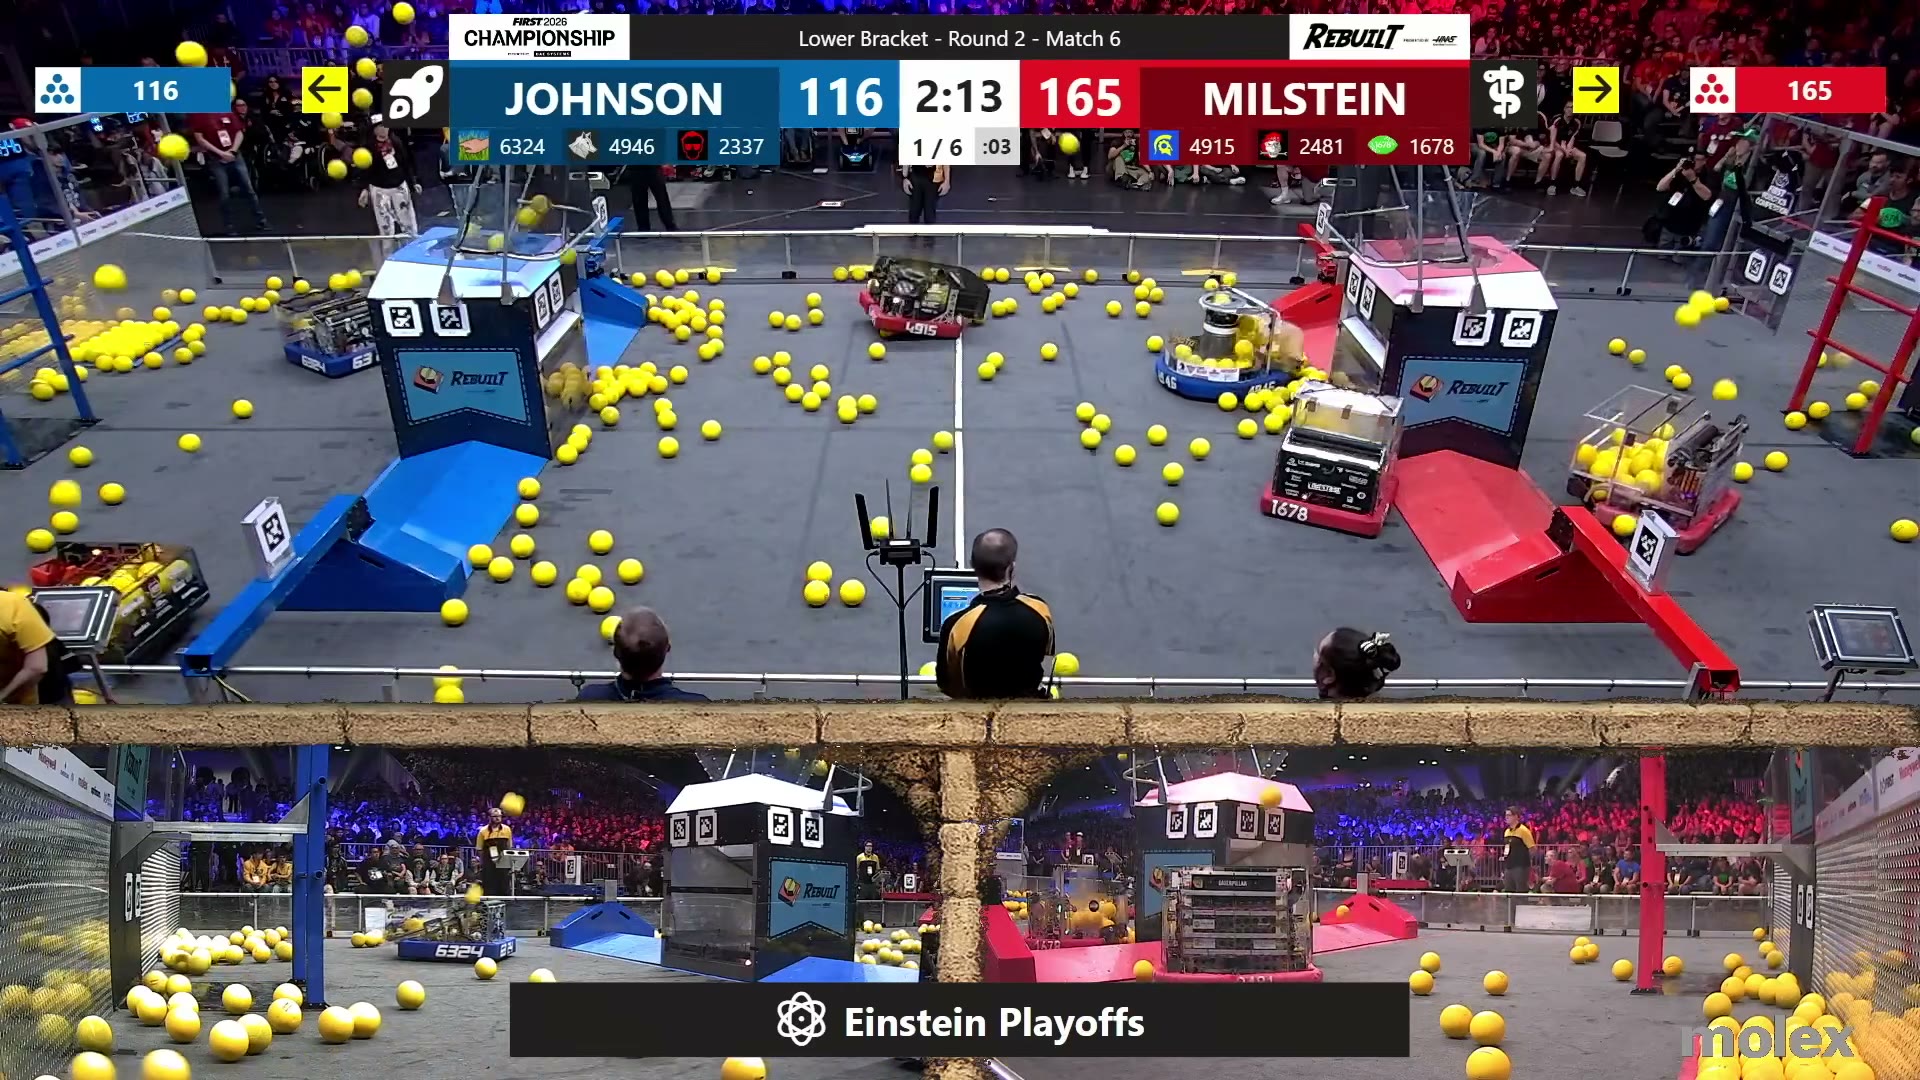 FIRST 2026
CHAMPIONSHIP
Lower Bracket - Round 2 - Match 6
REBUILT
116
JOHNSON
116
2:13
165
MILSTEIN
165
6324
4946
2337
1 / 6
:03
4915
2481
1678
4915
REBUILT
REBUILT
4946
1678
6324
REBUILT
Einstein Playoffs
molex